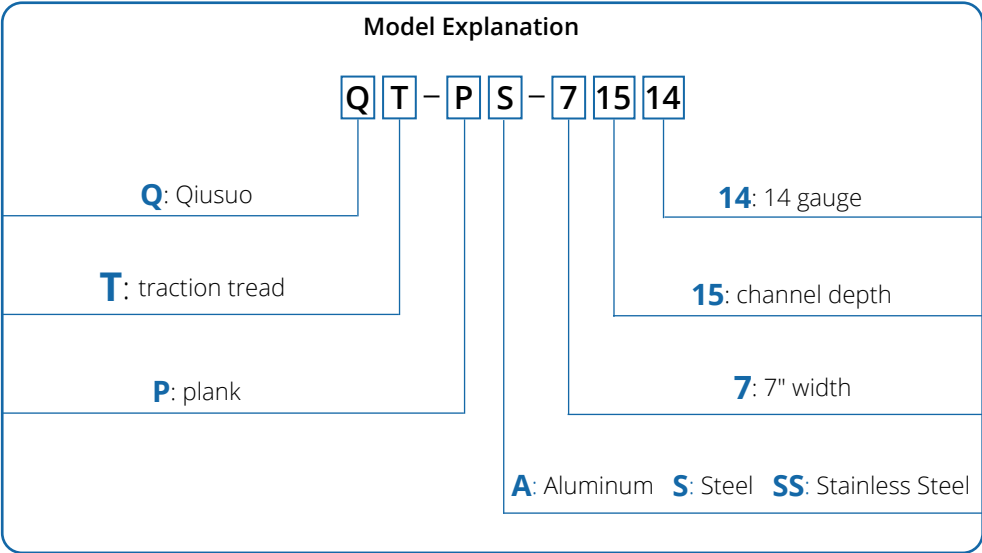 Model Explanation
Q T – P S – 7 15 14
Q: Qiusuo
14: 14 gauge
T: traction tread
15: channel depth
P: plank
7: 7" width
A: Aluminum S: Steel SS: Stainless Steel